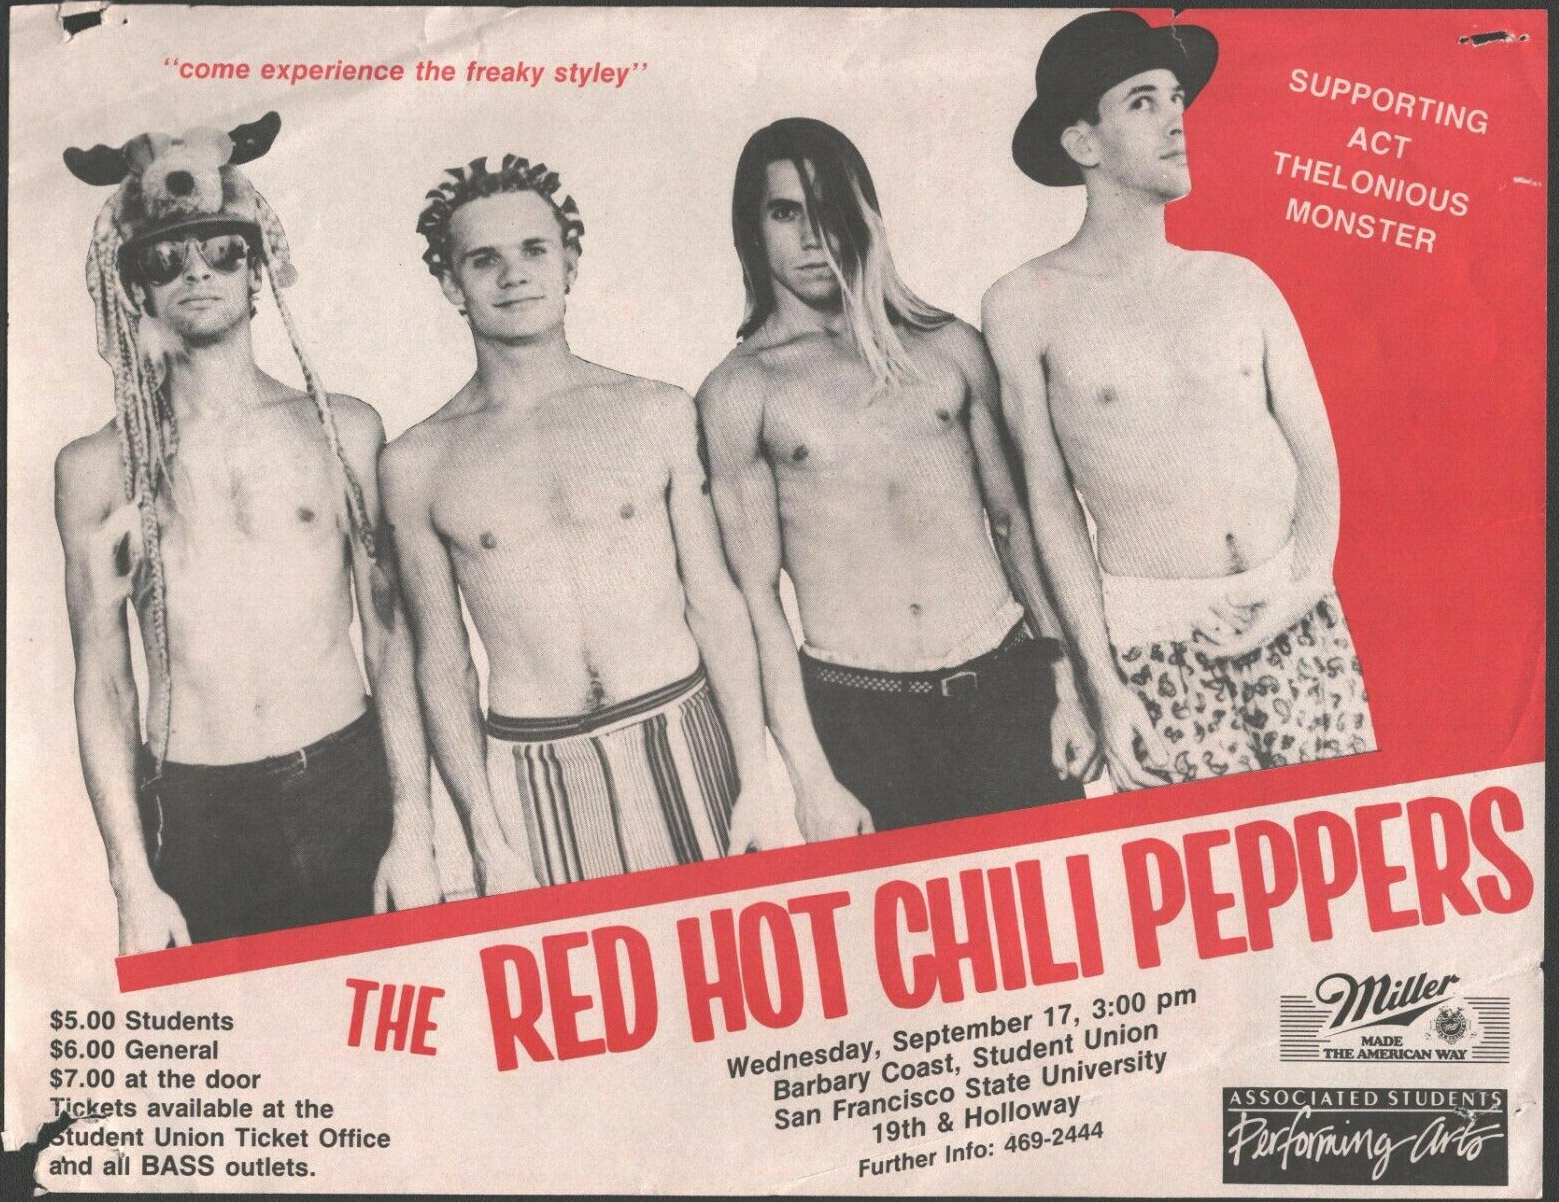 "come experience the freaky styley"
SUPPORTING
ACT
THELONIOUS
MONSTER
THE RED HOT CHILI PEPPERS
$5.00 Students
$6.00 General
$7.00 at the door
Tickets available at the
Student Union Ticket Office
and all BASS outlets.
Wednesday, September 17, 3:00 pm
Barbary Coast, Student Union
San Francisco State University
19th & Holloway
Further Info: 469-2444
Miller
MADE
THE AMERICAN WAY
ASSOCIATED STUDENTS
Performing Arts